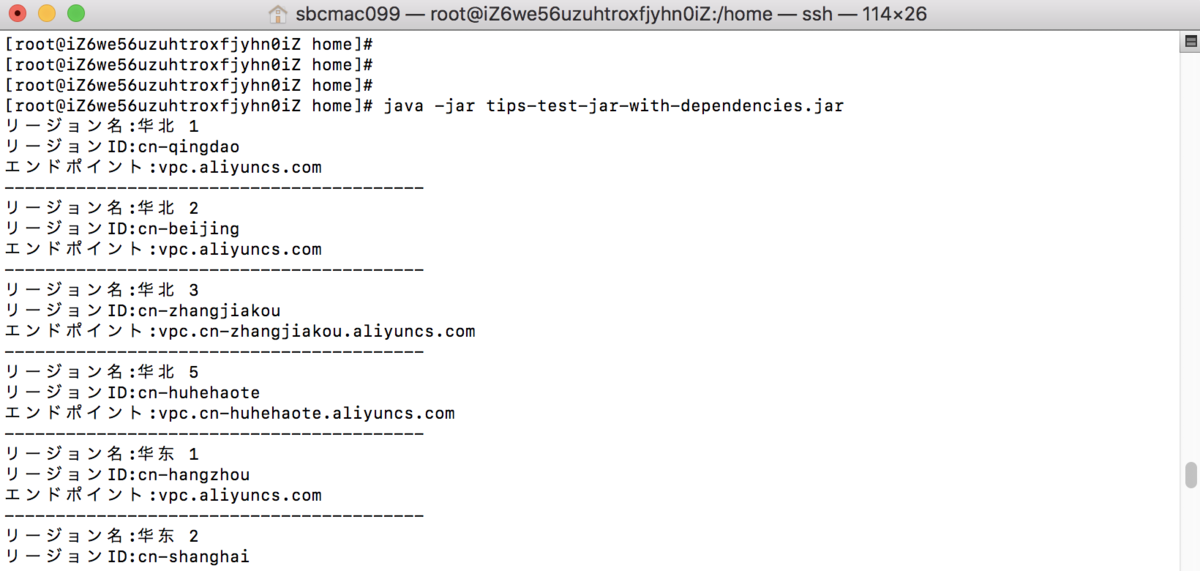 sbcmac099 — root@iZ6we56uzuhtroxfjyhn0iZ:/home — ssh — 114×26
[root@iZ6we56uzuhtroxfjyhn0iZ home]#
[root@iZ6we56uzuhtroxfjyhn0iZ home]#
[root@iZ6we56uzuhtroxfjyhn0iZ home]#
[root@iZ6we56uzuhtroxfjyhn0iZ home]# java -jar tips-test-jar-with-dependencies.jar
リージョン名:华北 1
リージョンID:cn-qingdao
エンドポイント:vpc.aliyuncs.com
-----------------------------------------
リージョン名:华北 2
リージョンID:cn-beijing
エンドポイント:vpc.aliyuncs.com
-----------------------------------------
リージョン名:华北 3
リージョンID:cn-zhangjiakou
エンドポイント:vpc.cn-zhangjiakou.aliyuncs.com
-----------------------------------------
リージョン名:华北 5
リージョンID:cn-huhehaote
エンドポイント:vpc.cn-huhehaote.aliyuncs.com
-----------------------------------------
リージョン名:华东 1
リージョンID:cn-hangzhou
エンドポイント:vpc.aliyuncs.com
-----------------------------------------
リージョン名:华东 2
リージョンID:cn-shanghai